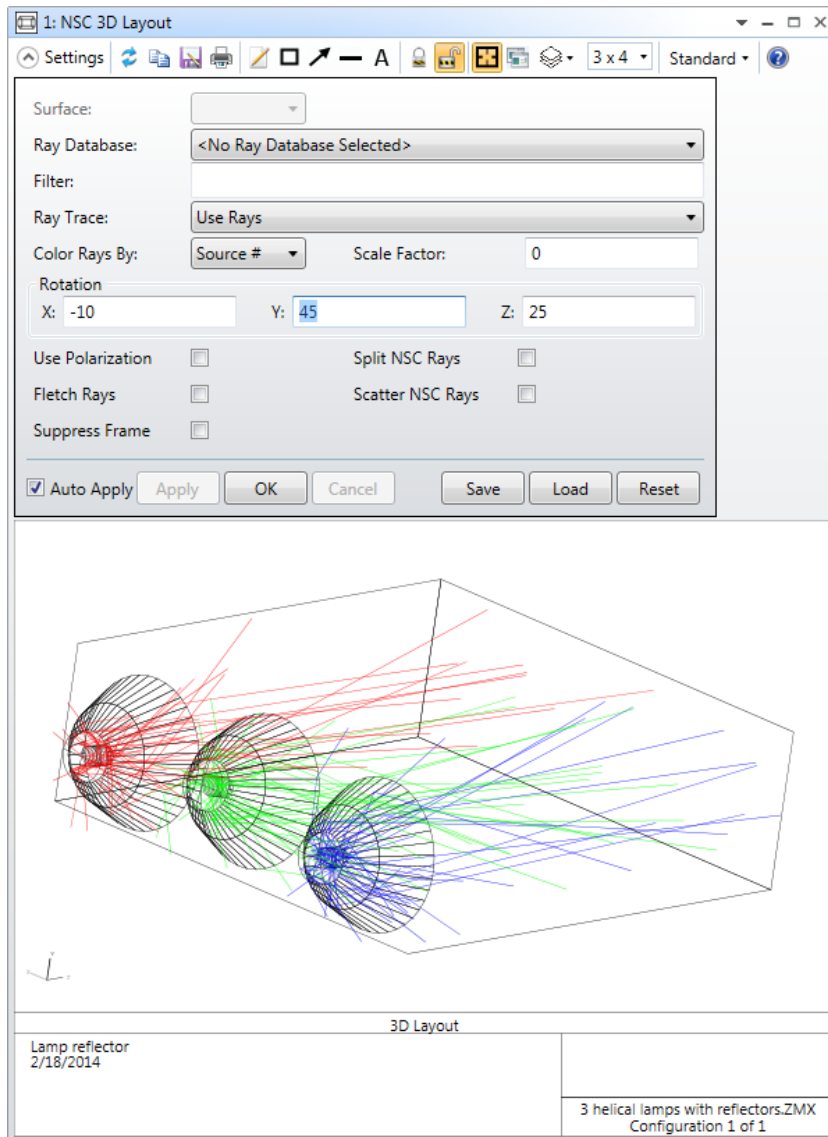 1: NSC 3D Layout
Settings A 3 x 4 Standard
Surface:
Ray Database: <No Ray Database Selected>
Filter:
Ray Trace: Use Rays
Color Rays By: Source # Scale Factor: 0
Rotation
X: -10 Y: 45 Z: 25
Use Polarization Split NSC Rays
Fletch Rays Scatter NSC Rays
Suppress Frame
Auto Apply Apply OK Cancel Save Load Reset
3D Layout
Lamp reflector
2/18/2014
3 helical lamps with reflectors.ZMX
Configuration 1 of 1